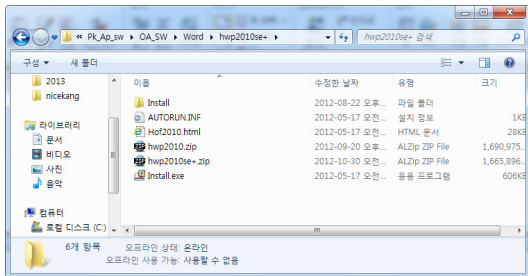 « Pk_Ap_sw ▸ OA_SW ▸ Word ▸ hwp2010se+ ▸
hwp2010se+ 검색
구성 ▾ 새 폴더
2013
nicekang
라이브러리
문서
비디오
사진
음악
컴퓨터
로컬 디스크 (C:)
이름 수정한 날짜 유형 크기
Install 2012-08-22 오후... 파일 폴더
AUTORUN.INF 2012-05-17 오전... 설치 정보 1KB
Hof2010.html 2012-05-17 오전... HTML 문서 28KB
hwp2010.zip 2012-09-20 오후... ALZip ZIP File 1,690,975...
hwp2010se+.zip 2012-10-30 오전... ALZip ZIP File 1,665,896...
Install.exe 2012-05-17 오전... 응용 프로그램 606KB
6개 항목 오프라인 상태: 온라인
오프라인 사용 가능: 사용할 수 없음